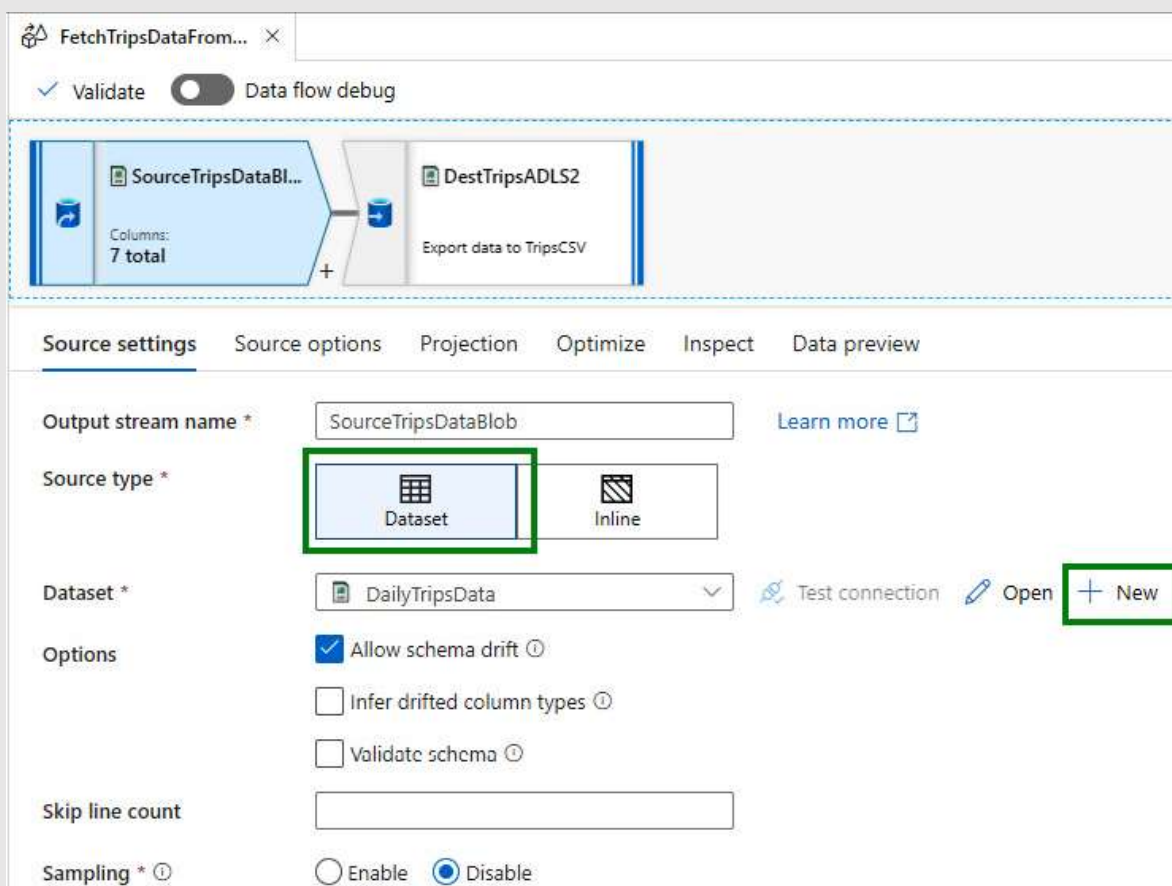 FetchTripsDataFrom...
Validate Data flow debug
SourceTripsDataBl... DestTripsADLS2
Columns:
7 total
Export data to TripsCSV
+
Source settings Source options Projection Optimize Inspect Data preview
Output stream name * SourceTripsDataBlob Learn more
Source type *
Dataset Inline
Dataset * DailyTripsData Test connection Open + New
Options Allow schema drift
Infer drifted column types
Validate schema
Skip line count
Sampling * Enable Disable